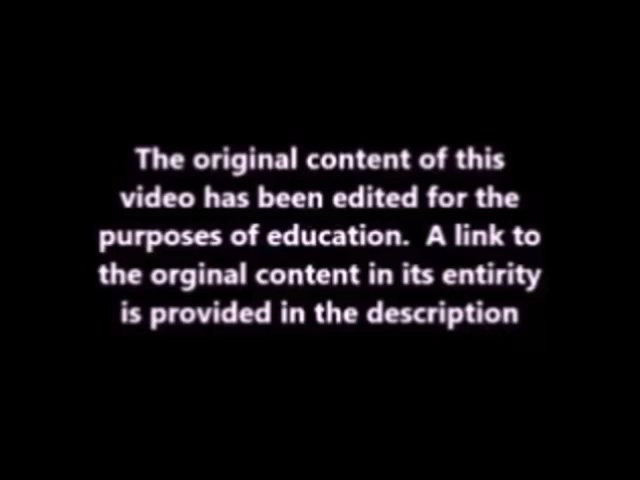 The original content of this
video has been edited for the
purposes of education.  A link to
the orginal content in its entirity
is provided in the description